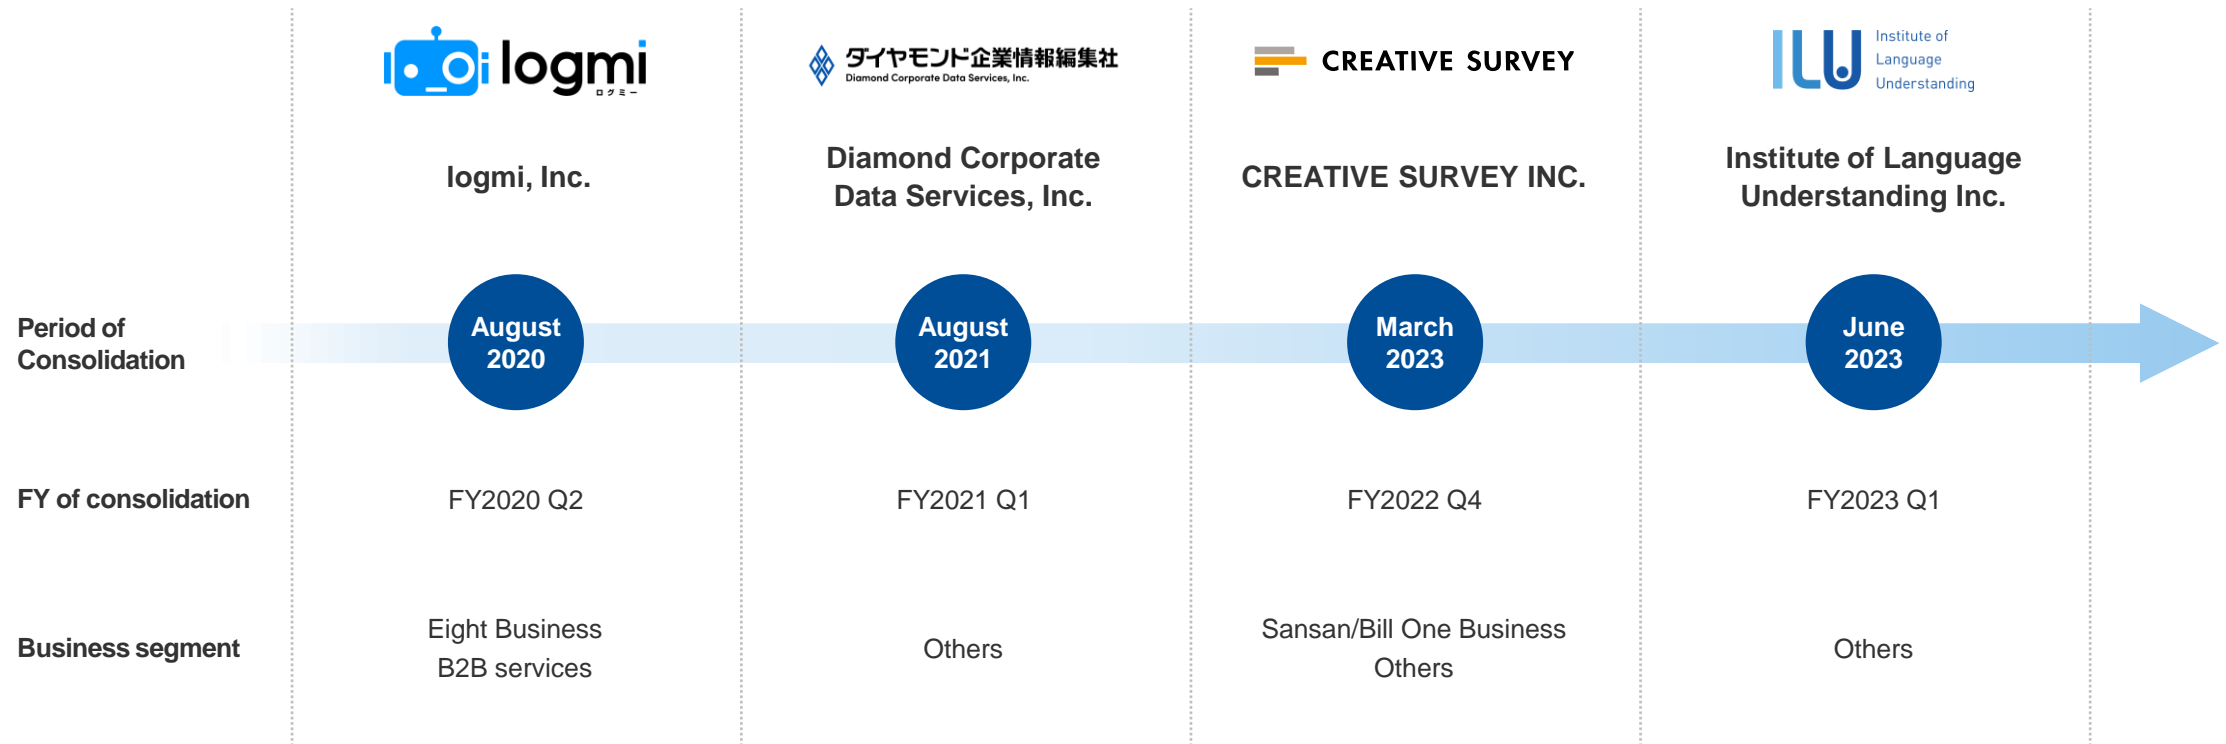 logmi
ログミー
ダイヤモンド企業情報編集社
Diamond Corporate Data Services, Inc.
CREATIVE SURVEY
ILU
Institute of
Language
Understanding
logmi, Inc.
Diamond Corporate
Data Services, Inc.
CREATIVE SURVEY INC.
Institute of Language
Understanding Inc.
Period of
Consolidation
August
2020
August
2021
March
2023
June
2023
FY of consolidation
FY2020 Q2
FY2021 Q1
FY2022 Q4
FY2023 Q1
Business segment
Eight Business
B2B services
Others
Sansan/Bill One Business
Others
Others